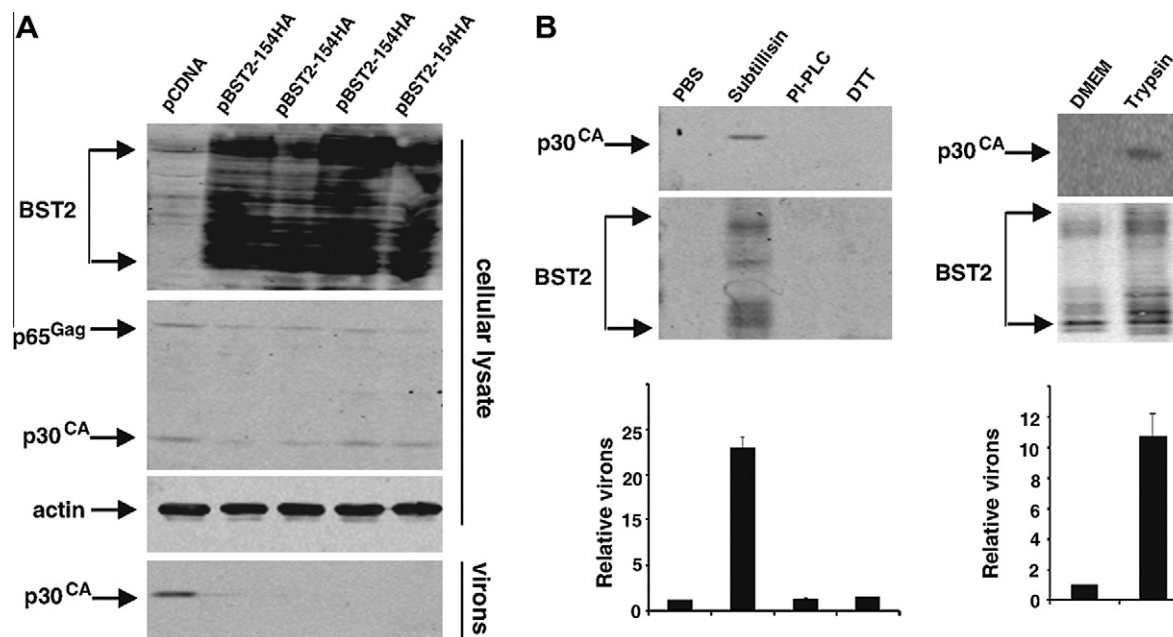 A
pCDNA
pBST2-154HA
pBST2-154HA
pBST2-154HA
pBST2-154HA
BST2
p65Gag
p30CA
actin
p30CA
cellular lysate
virons
B
PBS
Subtillisin
PI-PLC
DTT
p30CA
BST2
Relative virons
25
20
15
5
0
DMEM
Trypsin
p30CA
BST2
Relative virons
12
10
8
6
4
2
0